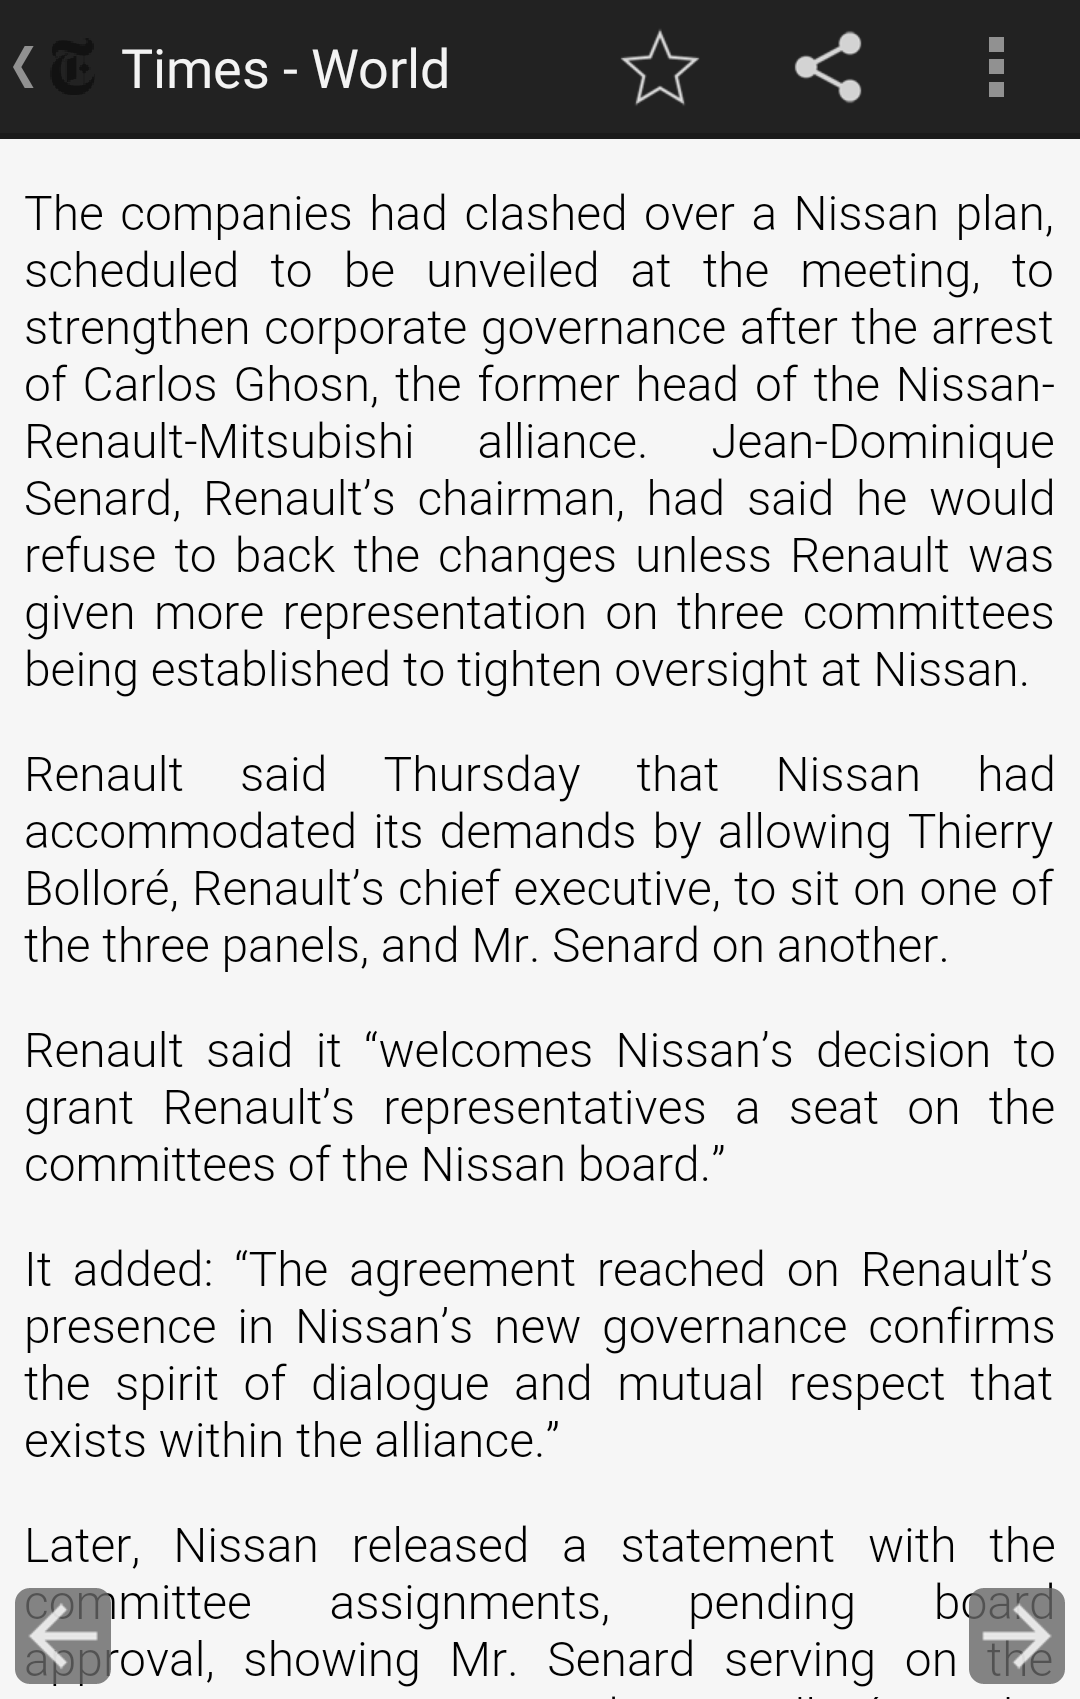 Times - World
The companies had clashed over a Nissan plan,
scheduled to be unveiled at the meeting, to
strengthen corporate governance after the arrest
of Carlos Ghosn, the former head of the Nissan-
Renault-Mitsubishi alliance. Jean-Dominique
Senard, Renault’s chairman, had said he would
refuse to back the changes unless Renault was
given more representation on three committees
being established to tighten oversight at Nissan.
Renault said Thursday that Nissan had
accommodated its demands by allowing Thierry
Bolloré, Renault’s chief executive, to sit on one of
the three panels, and Mr. Senard on another.
Renault said it “welcomes Nissan’s decision to
grant Renault’s representatives a seat on the
committees of the Nissan board.”
It added: “The agreement reached on Renault’s
presence in Nissan’s new governance confirms
the spirit of dialogue and mutual respect that
exists within the alliance.”
Later, Nissan released a statement with the
committee assignments, pending board
approval, showing Mr. Senard serving on the